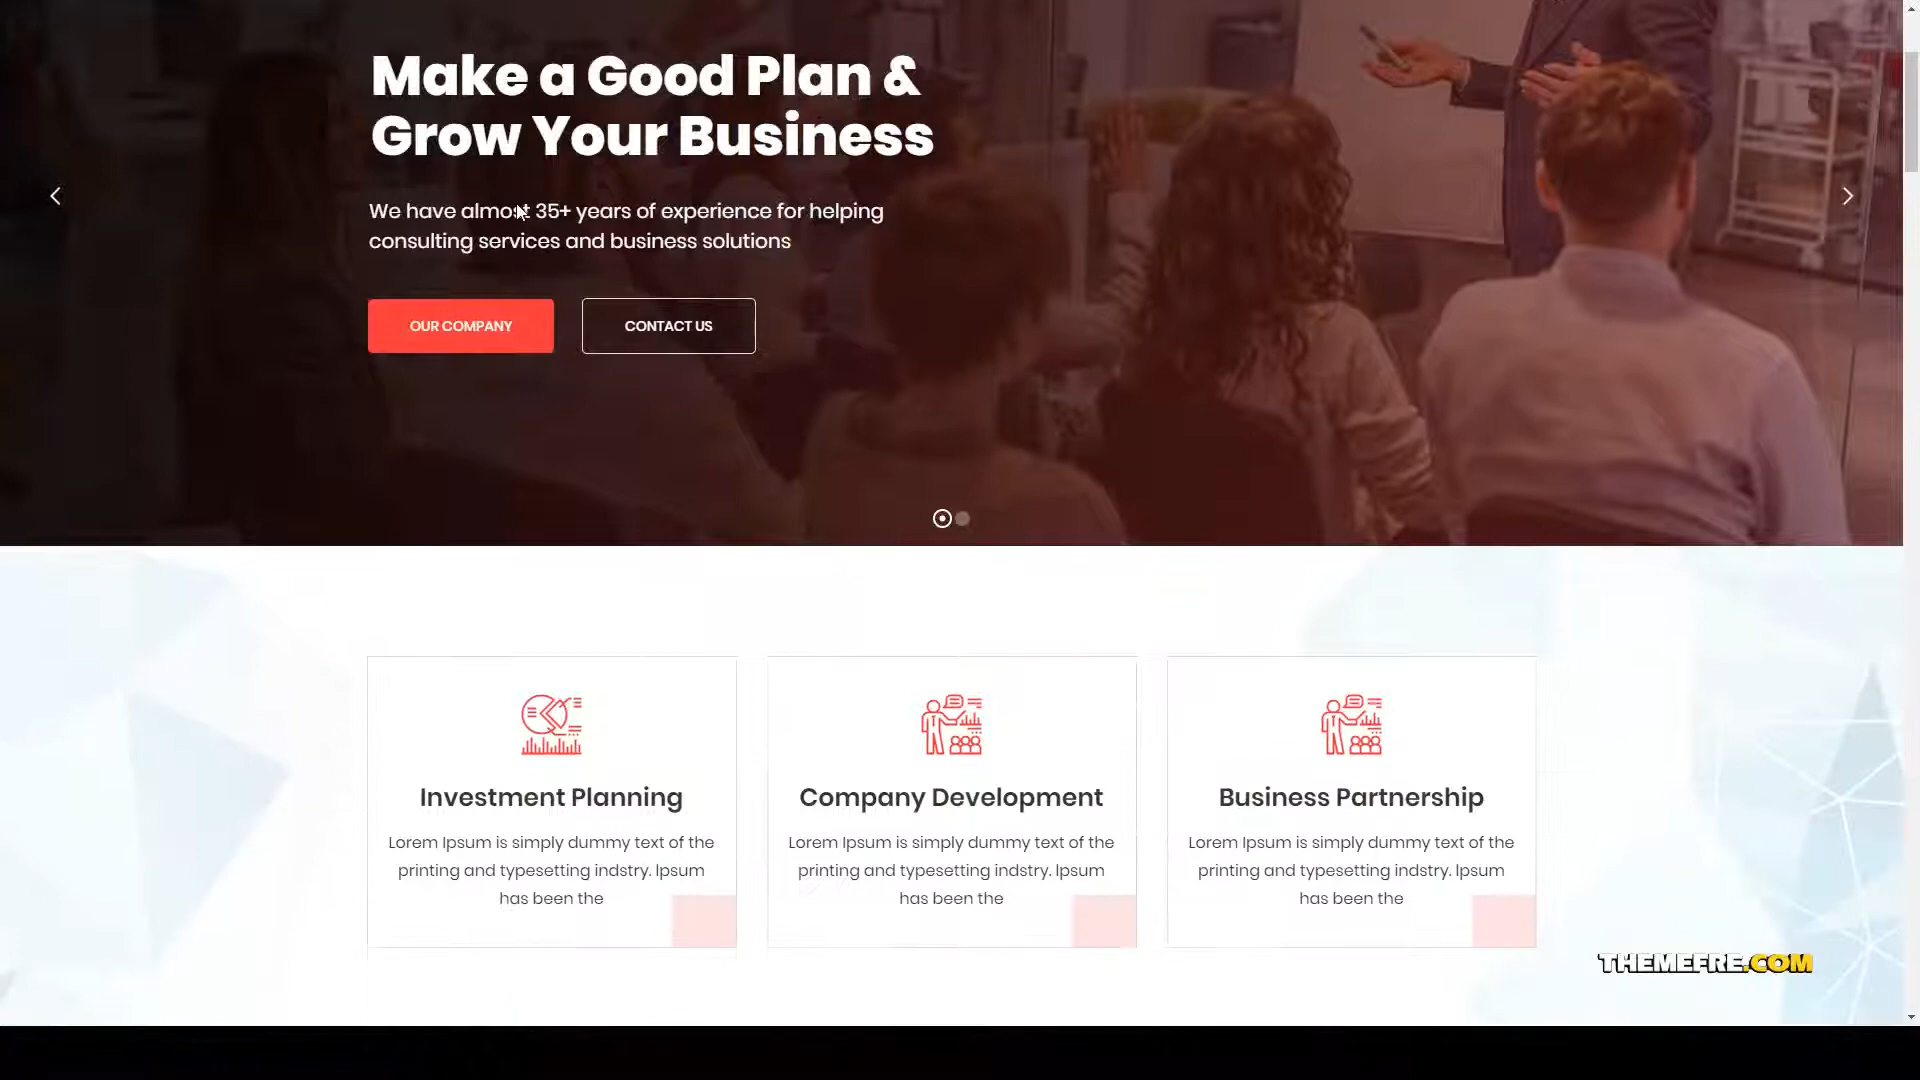 Make a Good Plan &
Grow Your Business
We have almost 35+ years of experience for helping
consulting services and business solutions
OUR COMPANY
CONTACT US
Investment Planning
Lorem Ipsum is simply dummy text of the
printing and typesetting indstry. Ipsum
has been the
Company Development
Lorem Ipsum is simply dummy text of the
printing and typesetting indstry. Ipsum
has been the
Business Partnership
Lorem Ipsum is simply dummy text of the
printing and typesetting indstry. Ipsum
has been the
THEMEFRE.COM